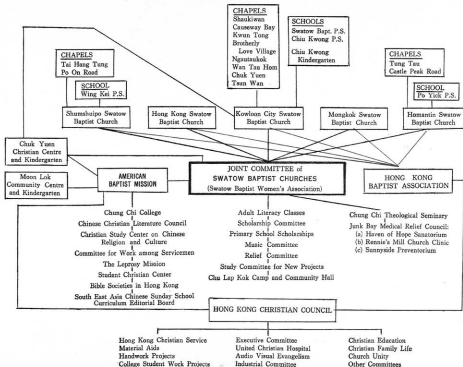 CHAPELS
Shaukiwan
Causeway Bay
Kwun Tong
Brotherly
Love Village
Ngautaukok
Wan Tau Hom
Chuk Yuen
Tsun Wan
SCHOOLS
Swatow Bapt. P.S.
Chiu Kwong P.S.
Chiu Kwong
Kindergarten
CHAPELS
Tai Hang Tung
Po On Road
SCHOOL
Wing Kei P.S.
CHAPELS
Tung Tau
Castle Peak Road
SCHOOL
Po Yick P.S.
Shumshuipo Swatow
Baptist Church
Hong Kong Swatow
Baptist Church
Kowloon City Swatow
Baptist Church
Mongkok Swatow
Baptist Church
Homantin Swatow
Baptist Church
Chuk Yuen
Christian Centre
and Kindergarten
Moon Lok
Community Centre
and Kindergarten
AMERICAN
BAPTIST MISSION
JOINT COMMITTEE of
SWATOW BAPTIST CHURCHES
(Swatow Baptist Women's Association)
HONG KONG
BAPTIST ASSOCIATION
Chung Chi College
Chinese Christian Literature Council
Christian Study Center on Chinese
Religion and Culture
Committee for Work among Servicemen
The Leprosy Mission
Student Christian Center
Bible Societies in Hong Kong
South East Asia Chinese Sunday School
Curriculum Editorial Board
Adult Literacy Classes
Scholarship Committee
Primary School Scholarships
Music Committee
Relief Committee
Study Committee for New Projects
Chu Lap Kok Camp and Community Hall
Chung Chi Theological Seminary
Junk Bay Medical Relief Council:
(a) Haven of Hope Sanatorium
(b) Rennie's Mill Church Clinic
(c) Sunnyside Preventorium
HONG KONG CHRISTIAN COUNCIL
Hong Kong Christian Service
Material Aids
Handwork Projects
College Student Work Projects
Executive Committee
United Christian Hospital
Audio Visual Evangelism
Industrial Committee
Christian Education
Christian Family Life
Church Unity
Other Committees